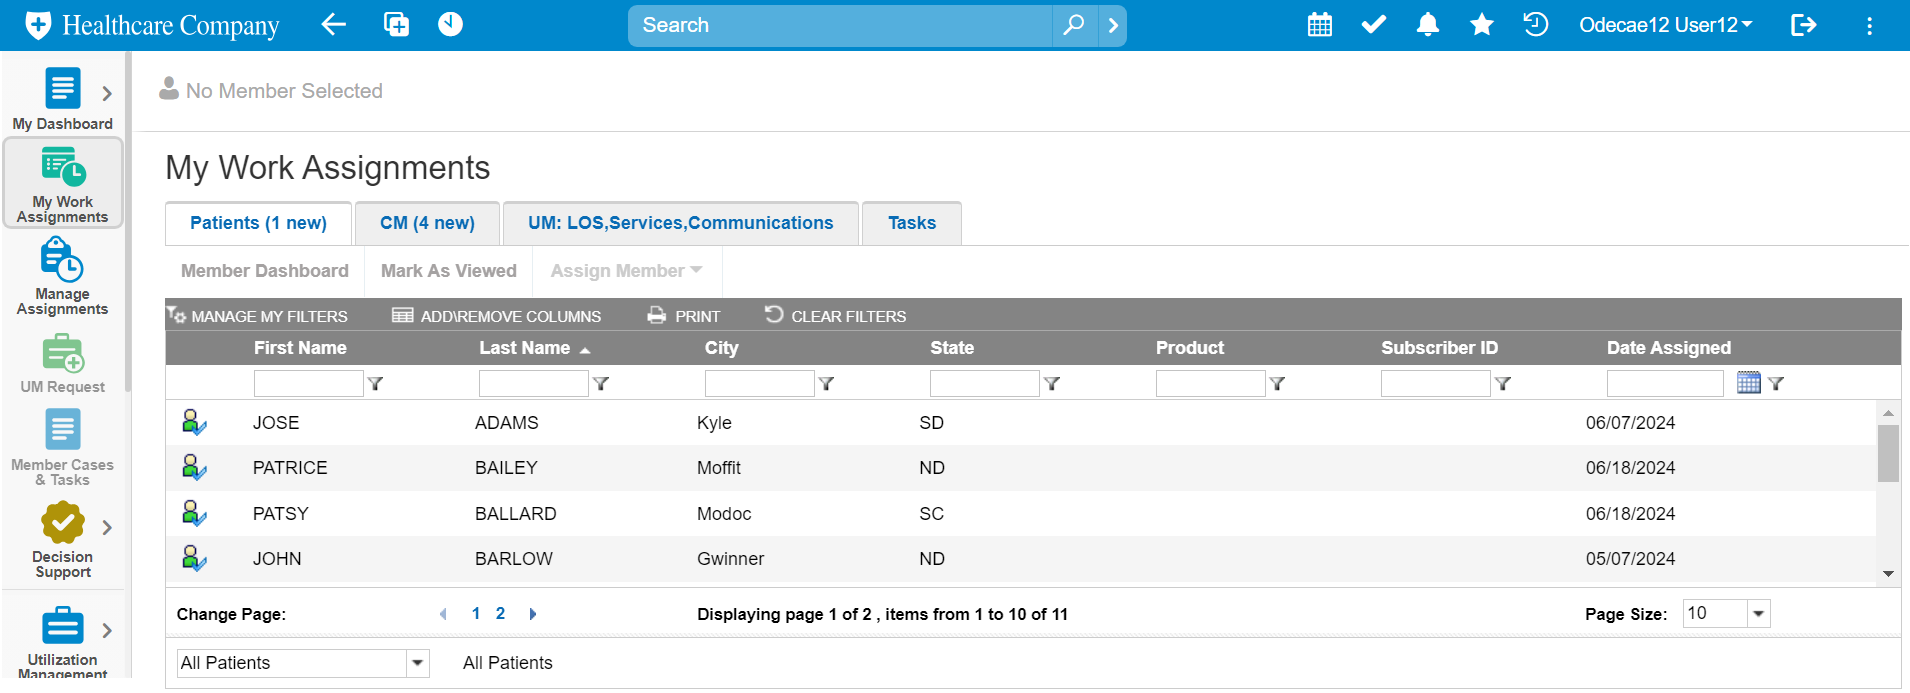 Healthcare Company
Search
Odecae12 User12
My Dashboard
My Work
Assignments
Manage
Assignments
UM Request
Member Cases
& Tasks
Decision
Support
Utilization
Management
No Member Selected
My Work Assignments
Patients (1 new) CM (4 new) UM: LOS,Services,Communications Tasks
Member Dashboard Mark As Viewed Assign Member
MANAGE MY FILTERS ADD\REMOVE COLUMNS PRINT CLEAR FILTERS
First Name Last Name City State Product Subscriber ID Date Assigned
JOSE ADAMS Kyle SD 06/07/2024
PATRICE BAILEY Moffit ND 06/18/2024
PATSY BALLARD Modoc SC 06/18/2024
JOHN BARLOW Gwinner ND 05/07/2024
Change Page: 1 2 Displaying page 1 of 2 , items from 1 to 10 of 11 Page Size: 10
All Patients All Patients